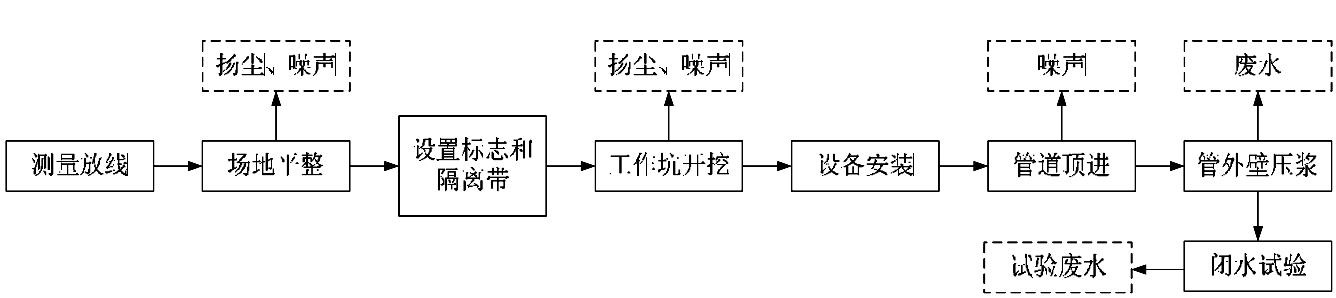 扬尘、噪声
扬尘、噪声
噪声
废水
测量放线
场地平整
设置标志和
隔离带
工作坑开挖
设备安装
管道顶进
管外壁压浆
试验废水
闭水试验